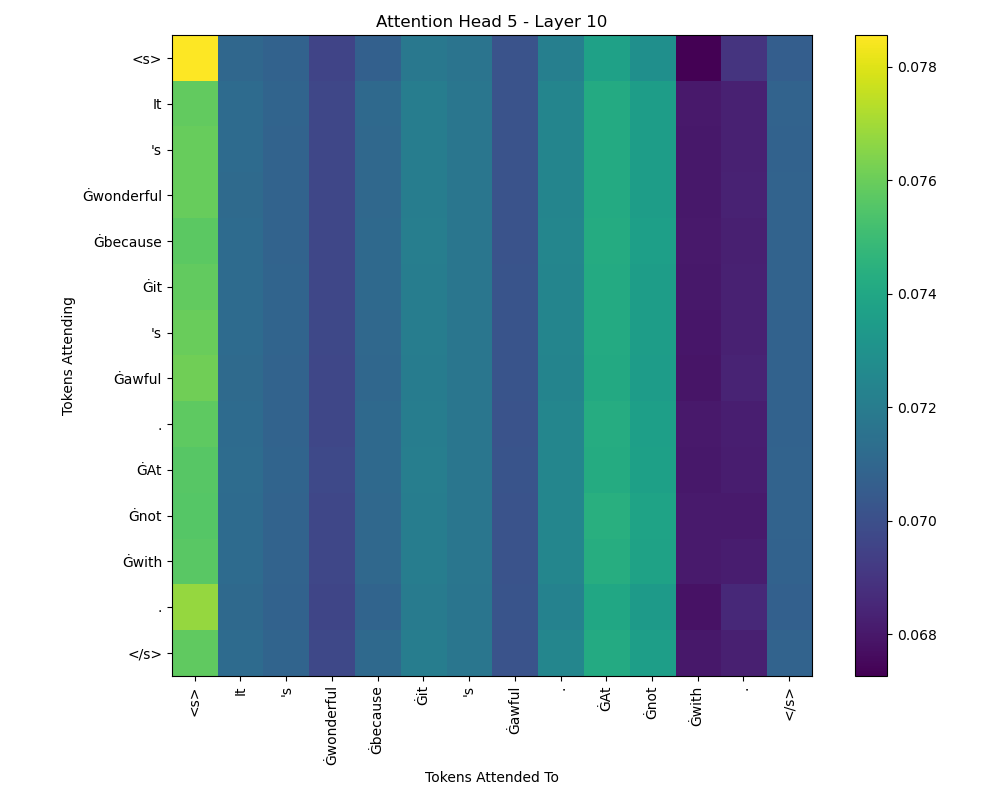 Attention Head 5 - Layer 10
<s>
It
's
Ġwonderful
Ġbecause
Ġit
's
Ġawful
.
ĠAt
Ġnot
Ġwith
.
</s>
Tokens Attending
<s>
It
's
Ġwonderful
Ġbecause
Ġit
's
Ġawful
.
ĠAt
Ġnot
Ġwith
.
</s>
Tokens Attended To
0.078
0.076
0.074
0.072
0.070
0.068